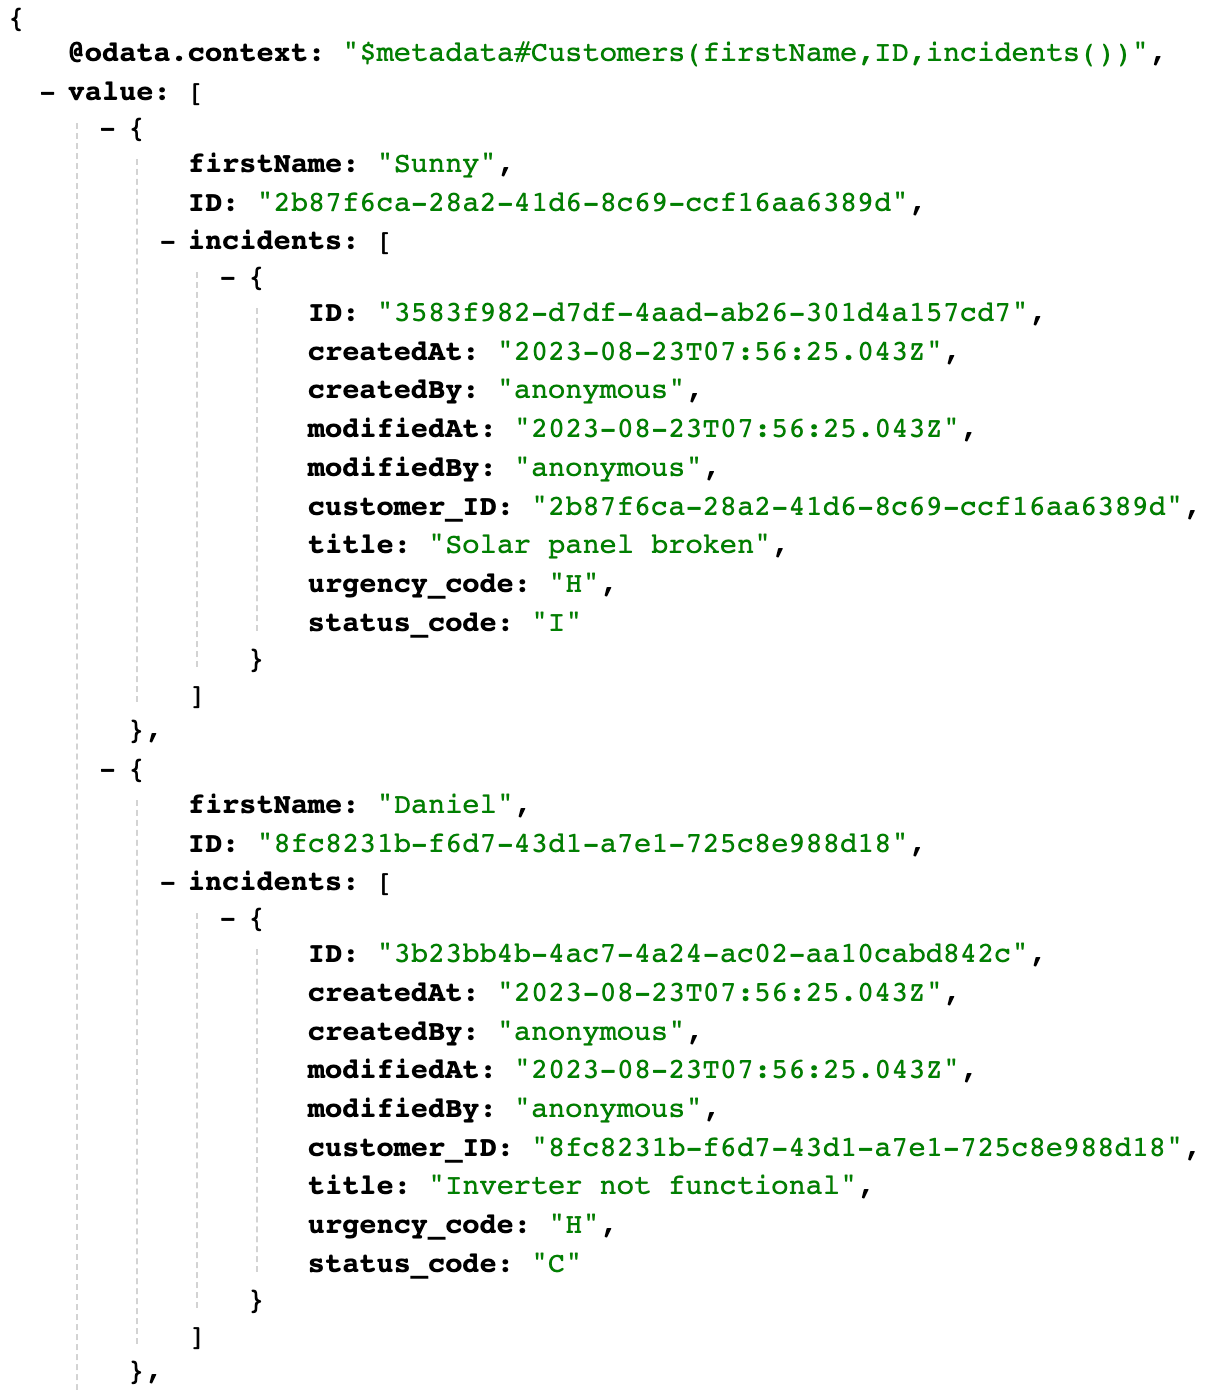 {
@odata.context: "$metadata#Customers(firstName,ID,incidents())",
– value: [
– {
firstName: "Sunny",
ID: "2b87f6ca-28a2-41d6-8c69-ccf16aa6389d",
– incidents: [
– {
ID: "3583f982-d7df-4aad-ab26-301d4a157cd7",
createdAt: "2023-08-23T07:56:25.043Z",
createdBy: "anonymous",
modifiedAt: "2023-08-23T07:56:25.043Z",
modifiedBy: "anonymous",
customer_ID: "2b87f6ca-28a2-41d6-8c69-ccf16aa6389d",
title: "Solar panel broken",
urgency_code: "H",
status_code: "I"
}
]
},
– {
firstName: "Daniel",
ID: "8fc8231b-f6d7-43d1-a7e1-725c8e988d18",
– incidents: [
– {
ID: "3b23bb4b-4ac7-4a24-ac02-aa10cabd842c",
createdAt: "2023-08-23T07:56:25.043Z",
createdBy: "anonymous",
modifiedAt: "2023-08-23T07:56:25.043Z",
modifiedBy: "anonymous",
customer_ID: "8fc8231b-f6d7-43d1-a7e1-725c8e988d18",
title: "Inverter not functional",
urgency_code: "H",
status_code: "C"
}
]
},